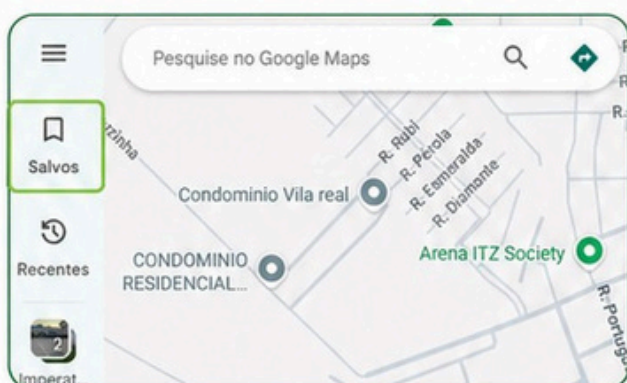 Pesquise no Google Maps
Salvos
Recentes
2
Imperat...
R. Rubi
R. Pérola
R. Esmeralda
R. Diamante
Condominio Vila real
CONDOMINIO
RESIDENCIAL...
Arena ITZ Society
R. Portug